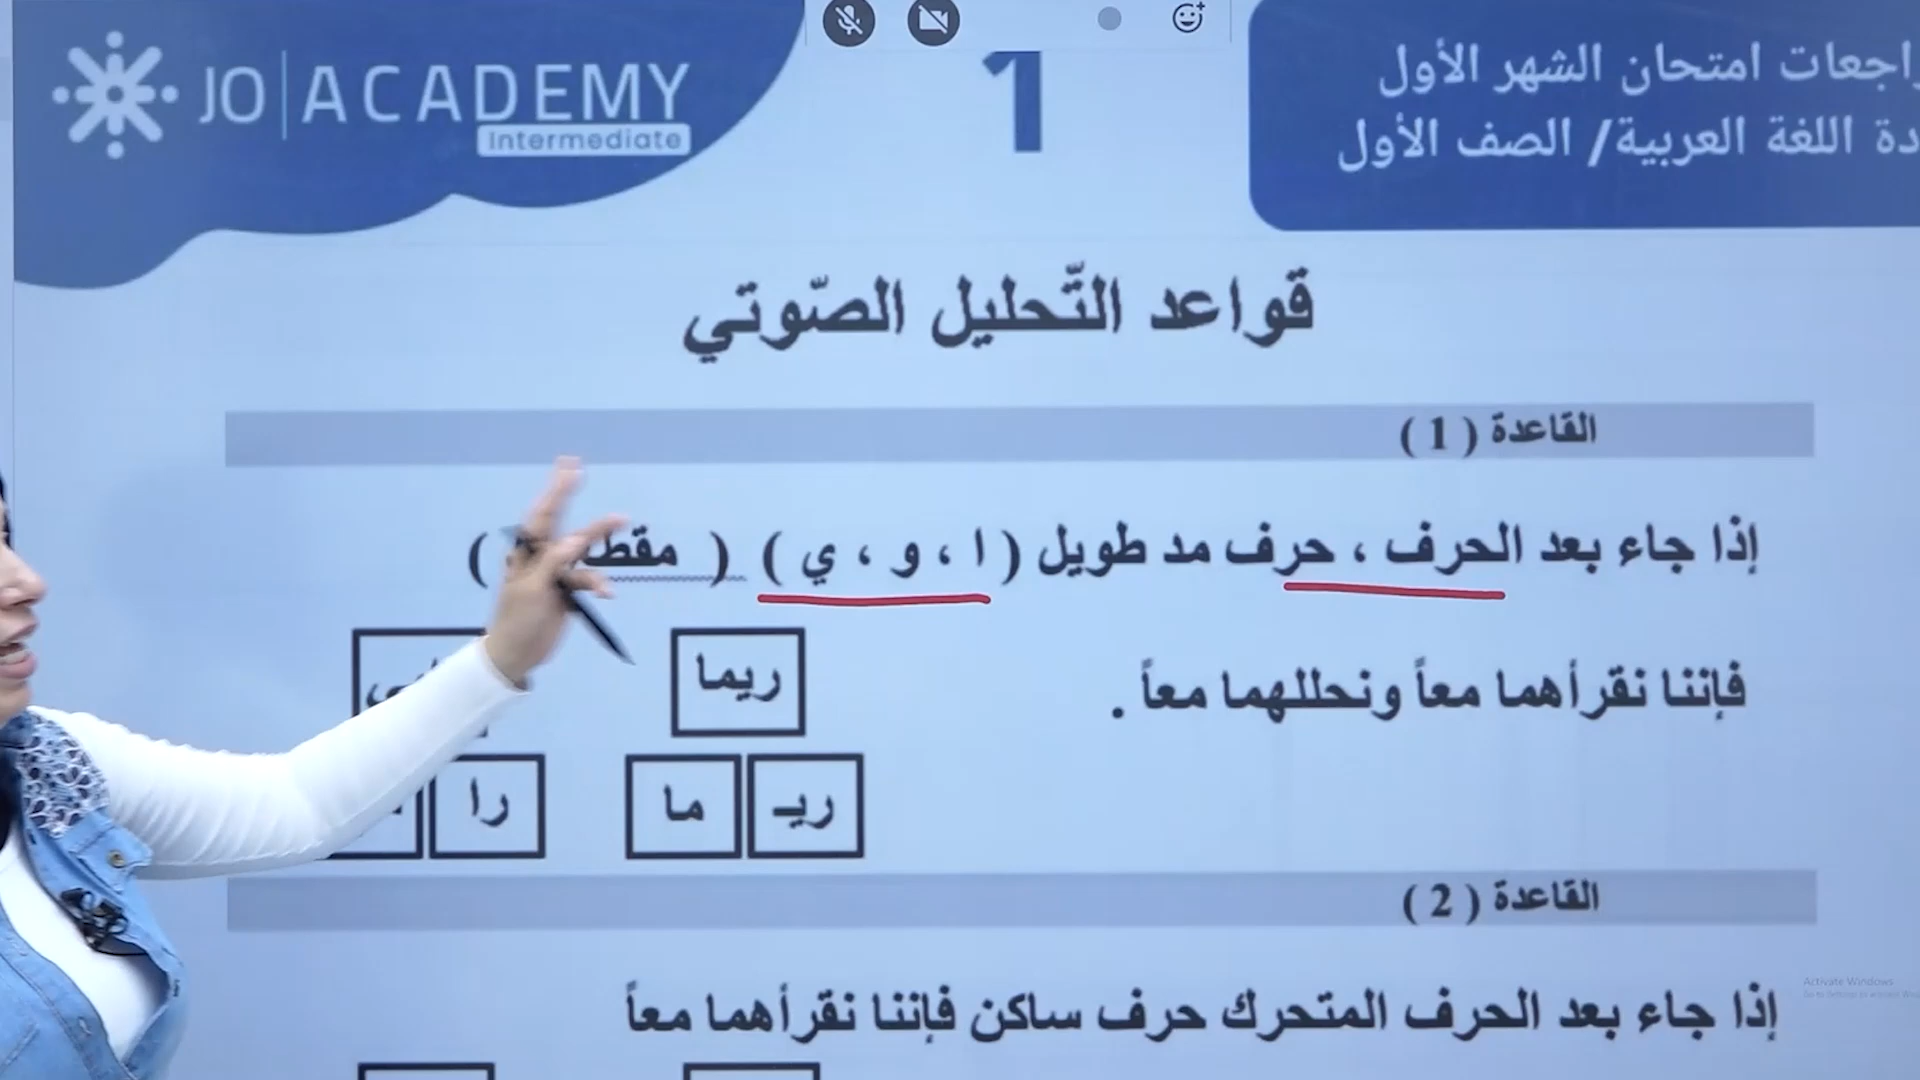 JO ACADEMY
Intermediate
1
امتحان الشهر الأول
اللغة العربية/ الصف الأول
قواعد التّحليل الصّوتي
القاعدة ( 1 )
إذا جاء بعد الحرف ، حرف مد طويل ( ا ، و ، ي ) ( )
فإننا نقرأهما معاً ونحللهما معاً .
ريما
ريـ
ما
را
القاعدة ( 2 )
إذا جاء بعد الحرف المتحرك حرف ساكن فإننا نقرأهما معاً
Activate Windows